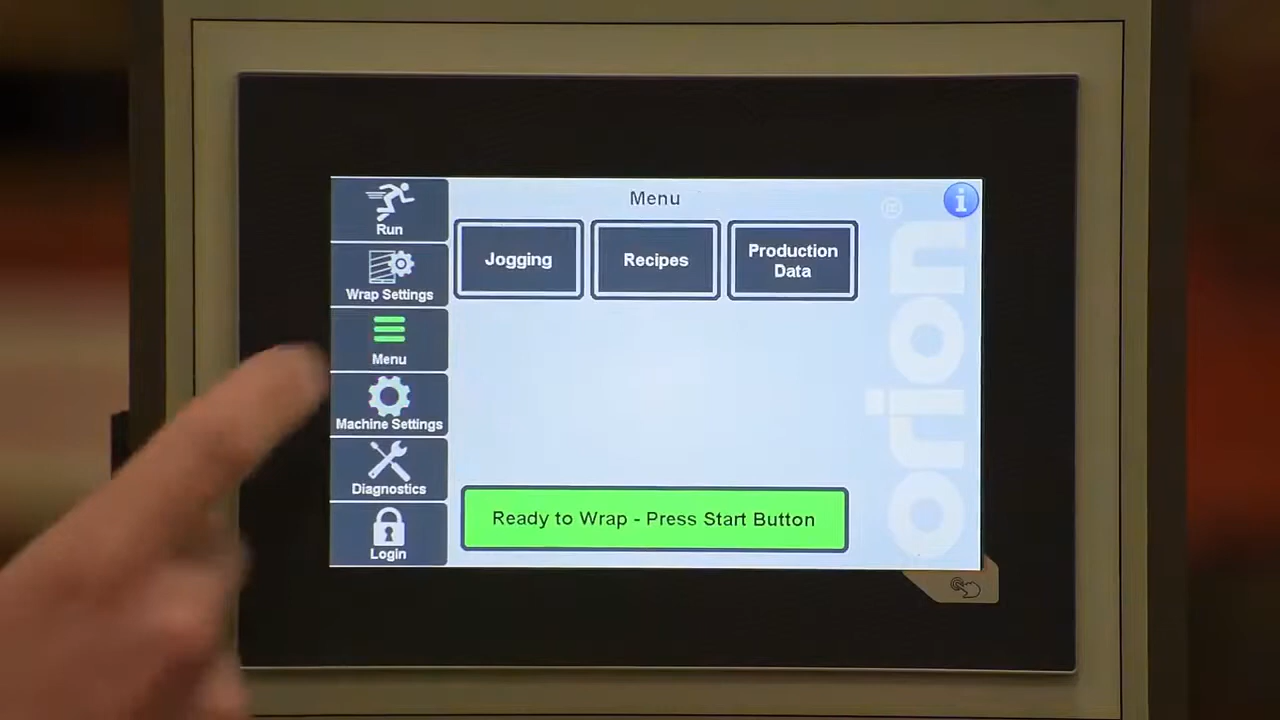 Run
Wrap Settings
Menu
Machine Settings
Diagnostics
Login
Menu
i
Jogging
Recipes
Production
Data
Ready to Wrap - Press Start Button
orion
®